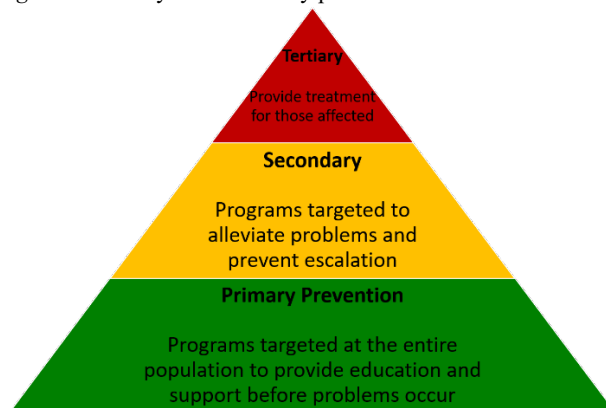 Tertiary
Provide treatment
for those affected
Secondary
Programs targeted to
alleviate problems and
prevent escalation
Primary Prevention
Programs targeted at the entire
population to provide education and
support before problems occur